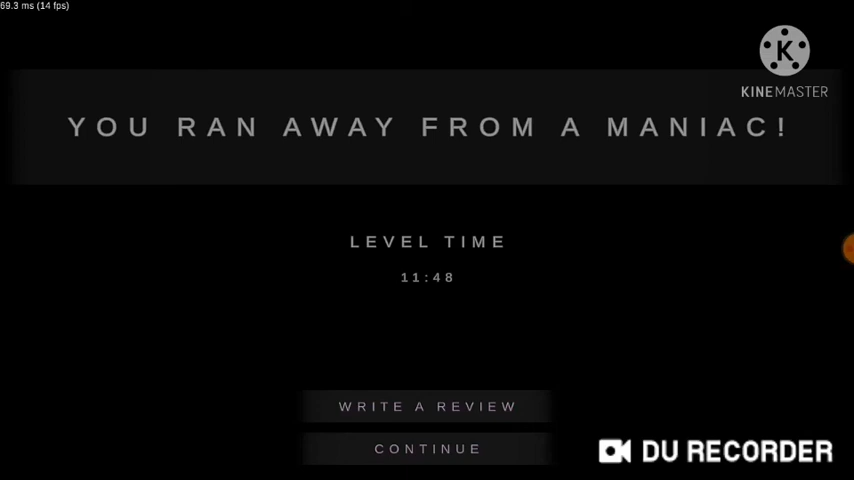 69.3 ms (14 fps)
K
KINEMASTER
YOU RAN AWAY FROM A MANIAC!
LEVEL TIME
11:48
WRITE A REVIEW
CONTINUE
DU RECORDER